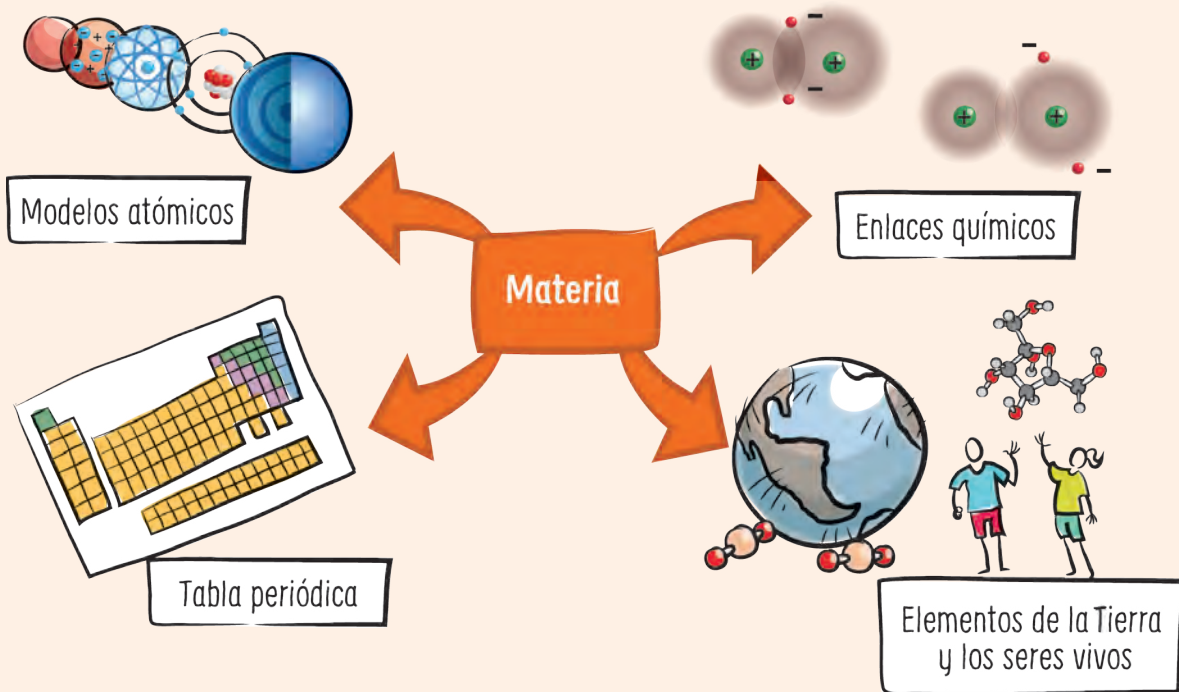 Modelos atómicos
Enlaces químicos
Materia
Tabla periódica
Elementos de la Tierra
y los seres vivos